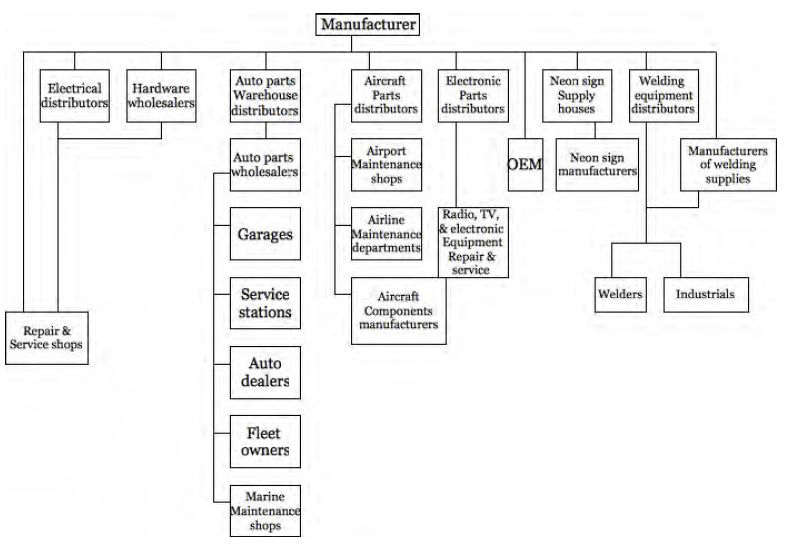 Manufacturer
Electrical
distributors
Hardware
wholesalers
Auto parts
Warehouse
distributors
Aircraft
Parts
distributors
Electronic
Parts
distributors
Neon sign
Supply
houses
Welding
equipment
distributors
Auto parts
wholesalers
Airport
Maintenance
shops
OEM
Neon sign
manufacturers
Manufacturers
of welding
supplies
Garages
Airline
Maintenance
departments
Radio, TV,
& electronic
Equipment
Repair &
service
Service
stations
Aircraft
Components
manufacturers
Welders
Industrials
Repair &
Service shops
Auto
dealers
Fleet
owners
Marine
Maintenance
shops